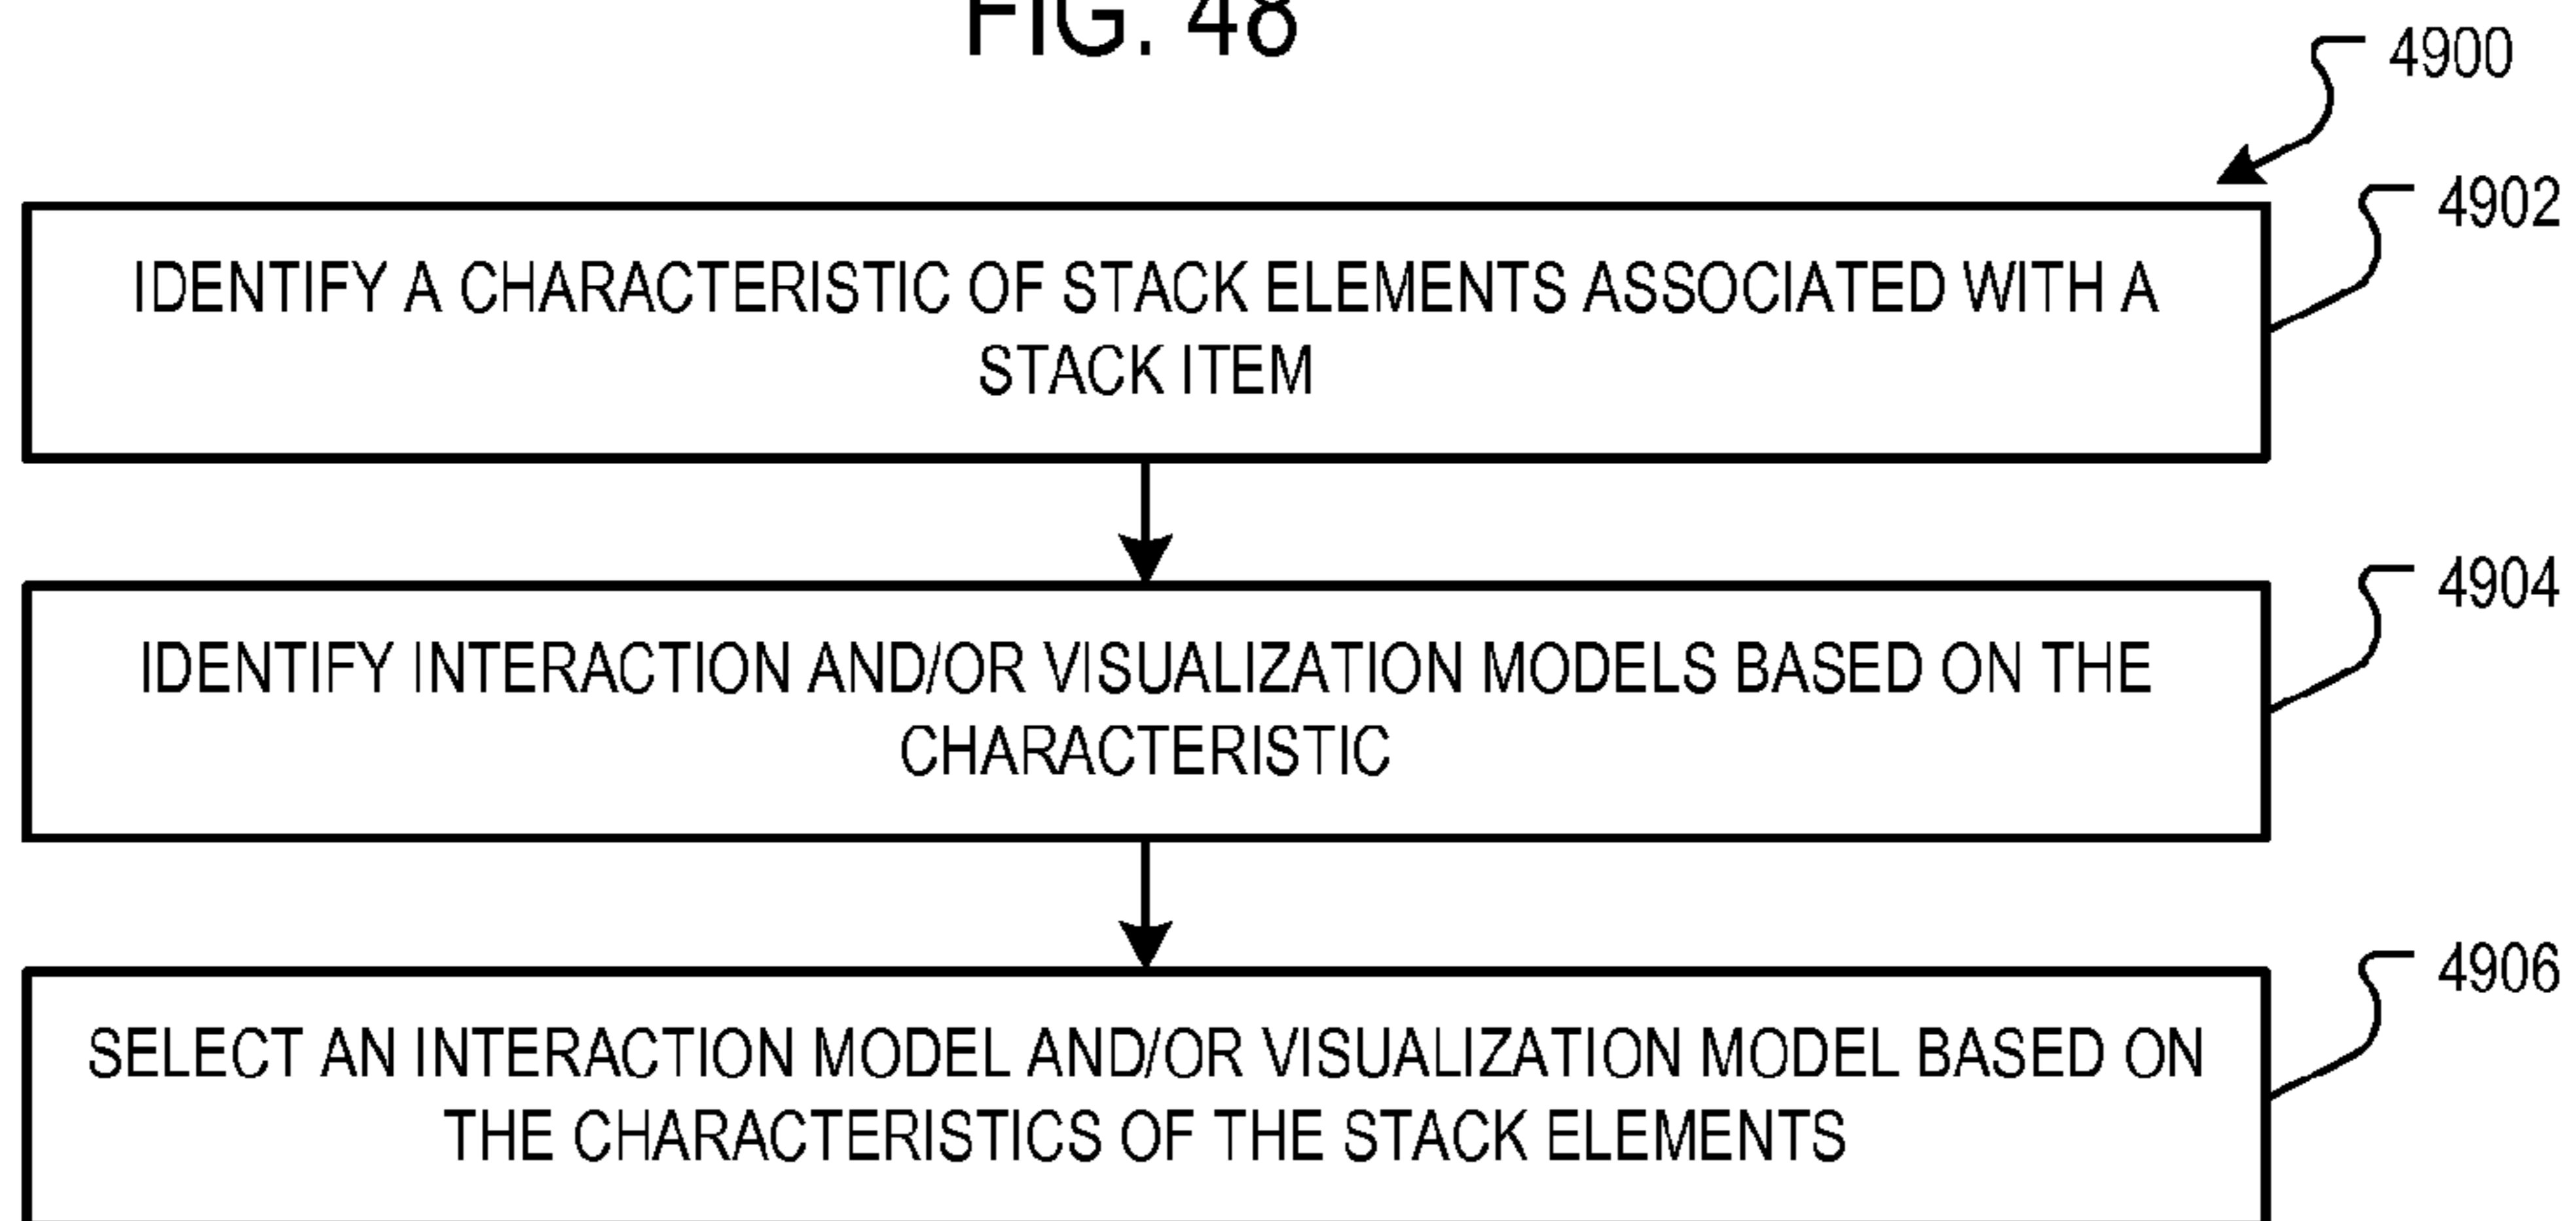 FIG. 48
4900
4902
IDENTIFY A CHARACTERISTIC OF STACK ELEMENTS ASSOCIATED WITH A
STACK ITEM
4904
IDENTIFY INTERACTION AND/OR VISUALIZATION MODELS BASED ON THE
CHARACTERISTIC
4906
SELECT AN INTERACTION MODEL AND/OR VISUALIZATION MODEL BASED ON
THE CHARACTERISTICS OF THE STACK ELEMENTS